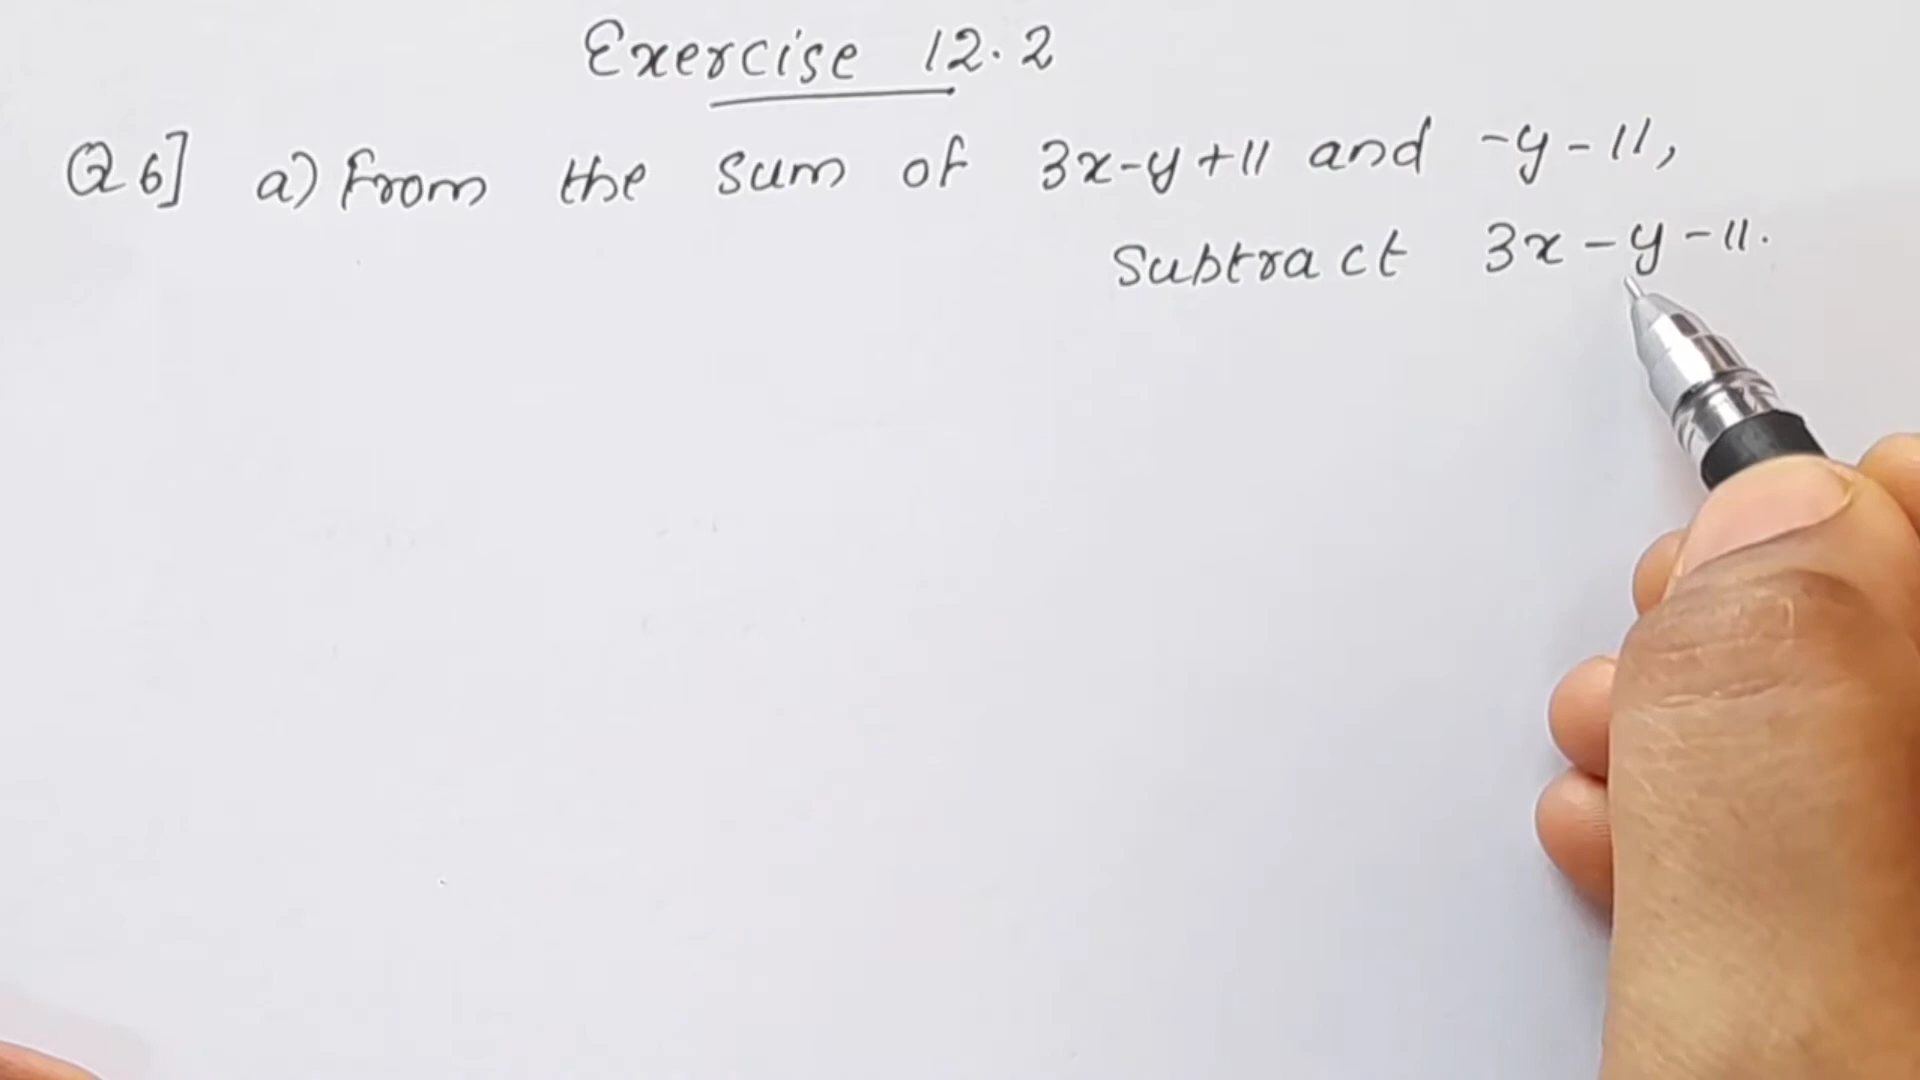 Exercise 12.2
Q6] a) From the sum of 3x-y+11 and -y-11,
Subtract 3x-y-11.